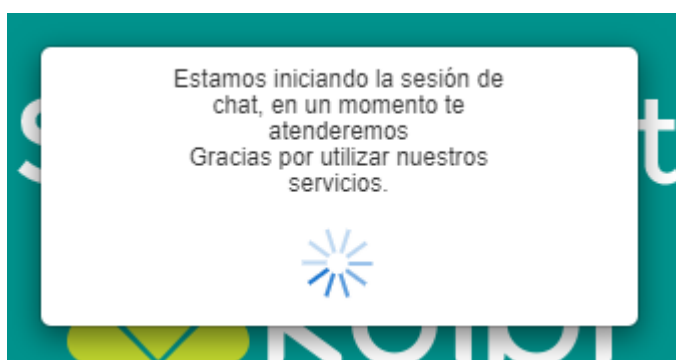 Estamos iniciando la sesión de
chat, en un momento te
atenderemos
Gracias por utilizar nuestros
servicios.